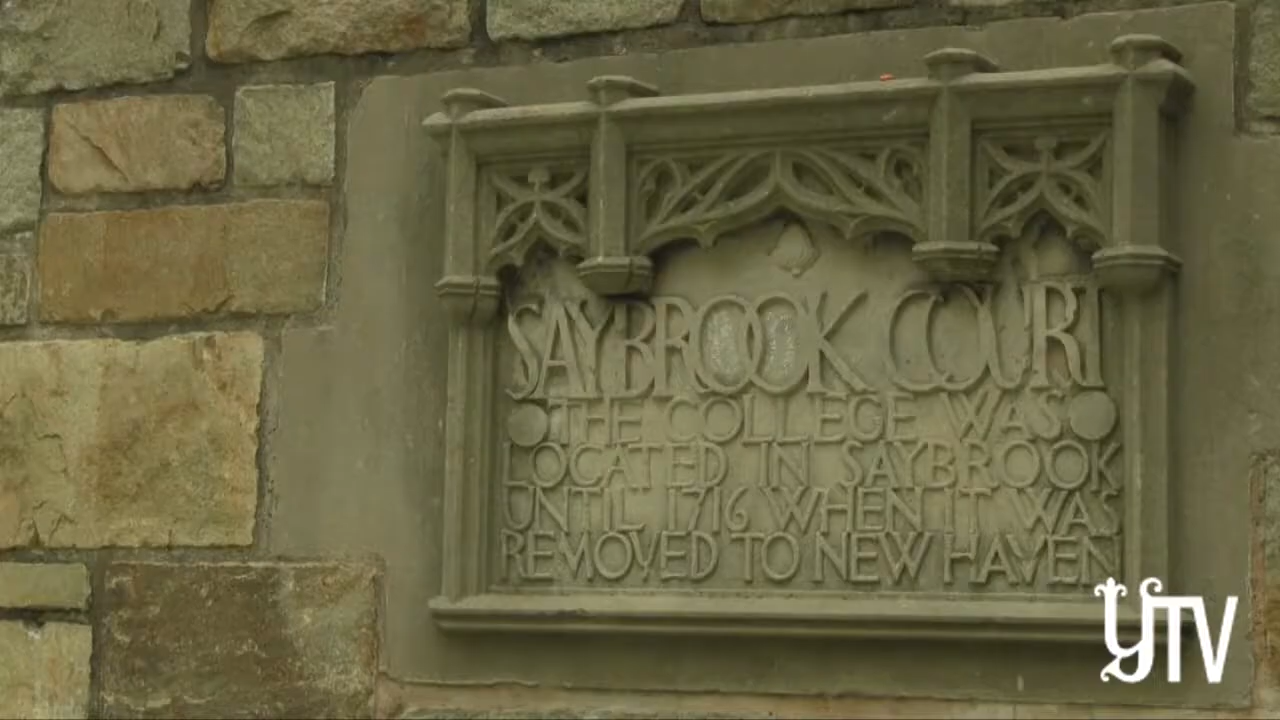 SAYBROOK COURT
THE COLLEGE WAS
LOCATED IN SAYBROOK
UNTIL 1716 WHEN IT WAS
REMOVED TO NEW HAVEN
YTV